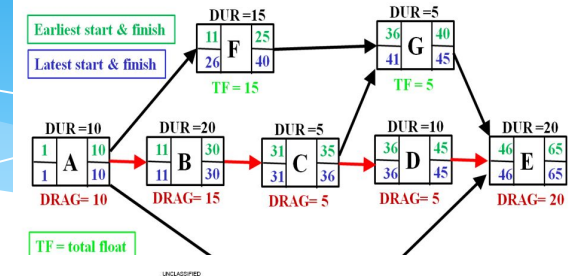 DUR =15
DUR =5
Earliest start & finish
11 F 25
26 40
36 G 40
41 45
Latest start & finish
TF = 15
TF = 5
DUR =10
DUR =20
DUR =5
DUR =10
DUR =20
1 A 10
1 10
11 B 30
11 30
31 C 35
31 36
36 D 45
36 45
46 E 65
46 65
DRAG= 10
DRAG= 15
DRAG= 5
DRAG= 5
DRAG= 20
TF = total float
UNCLASSIFIED